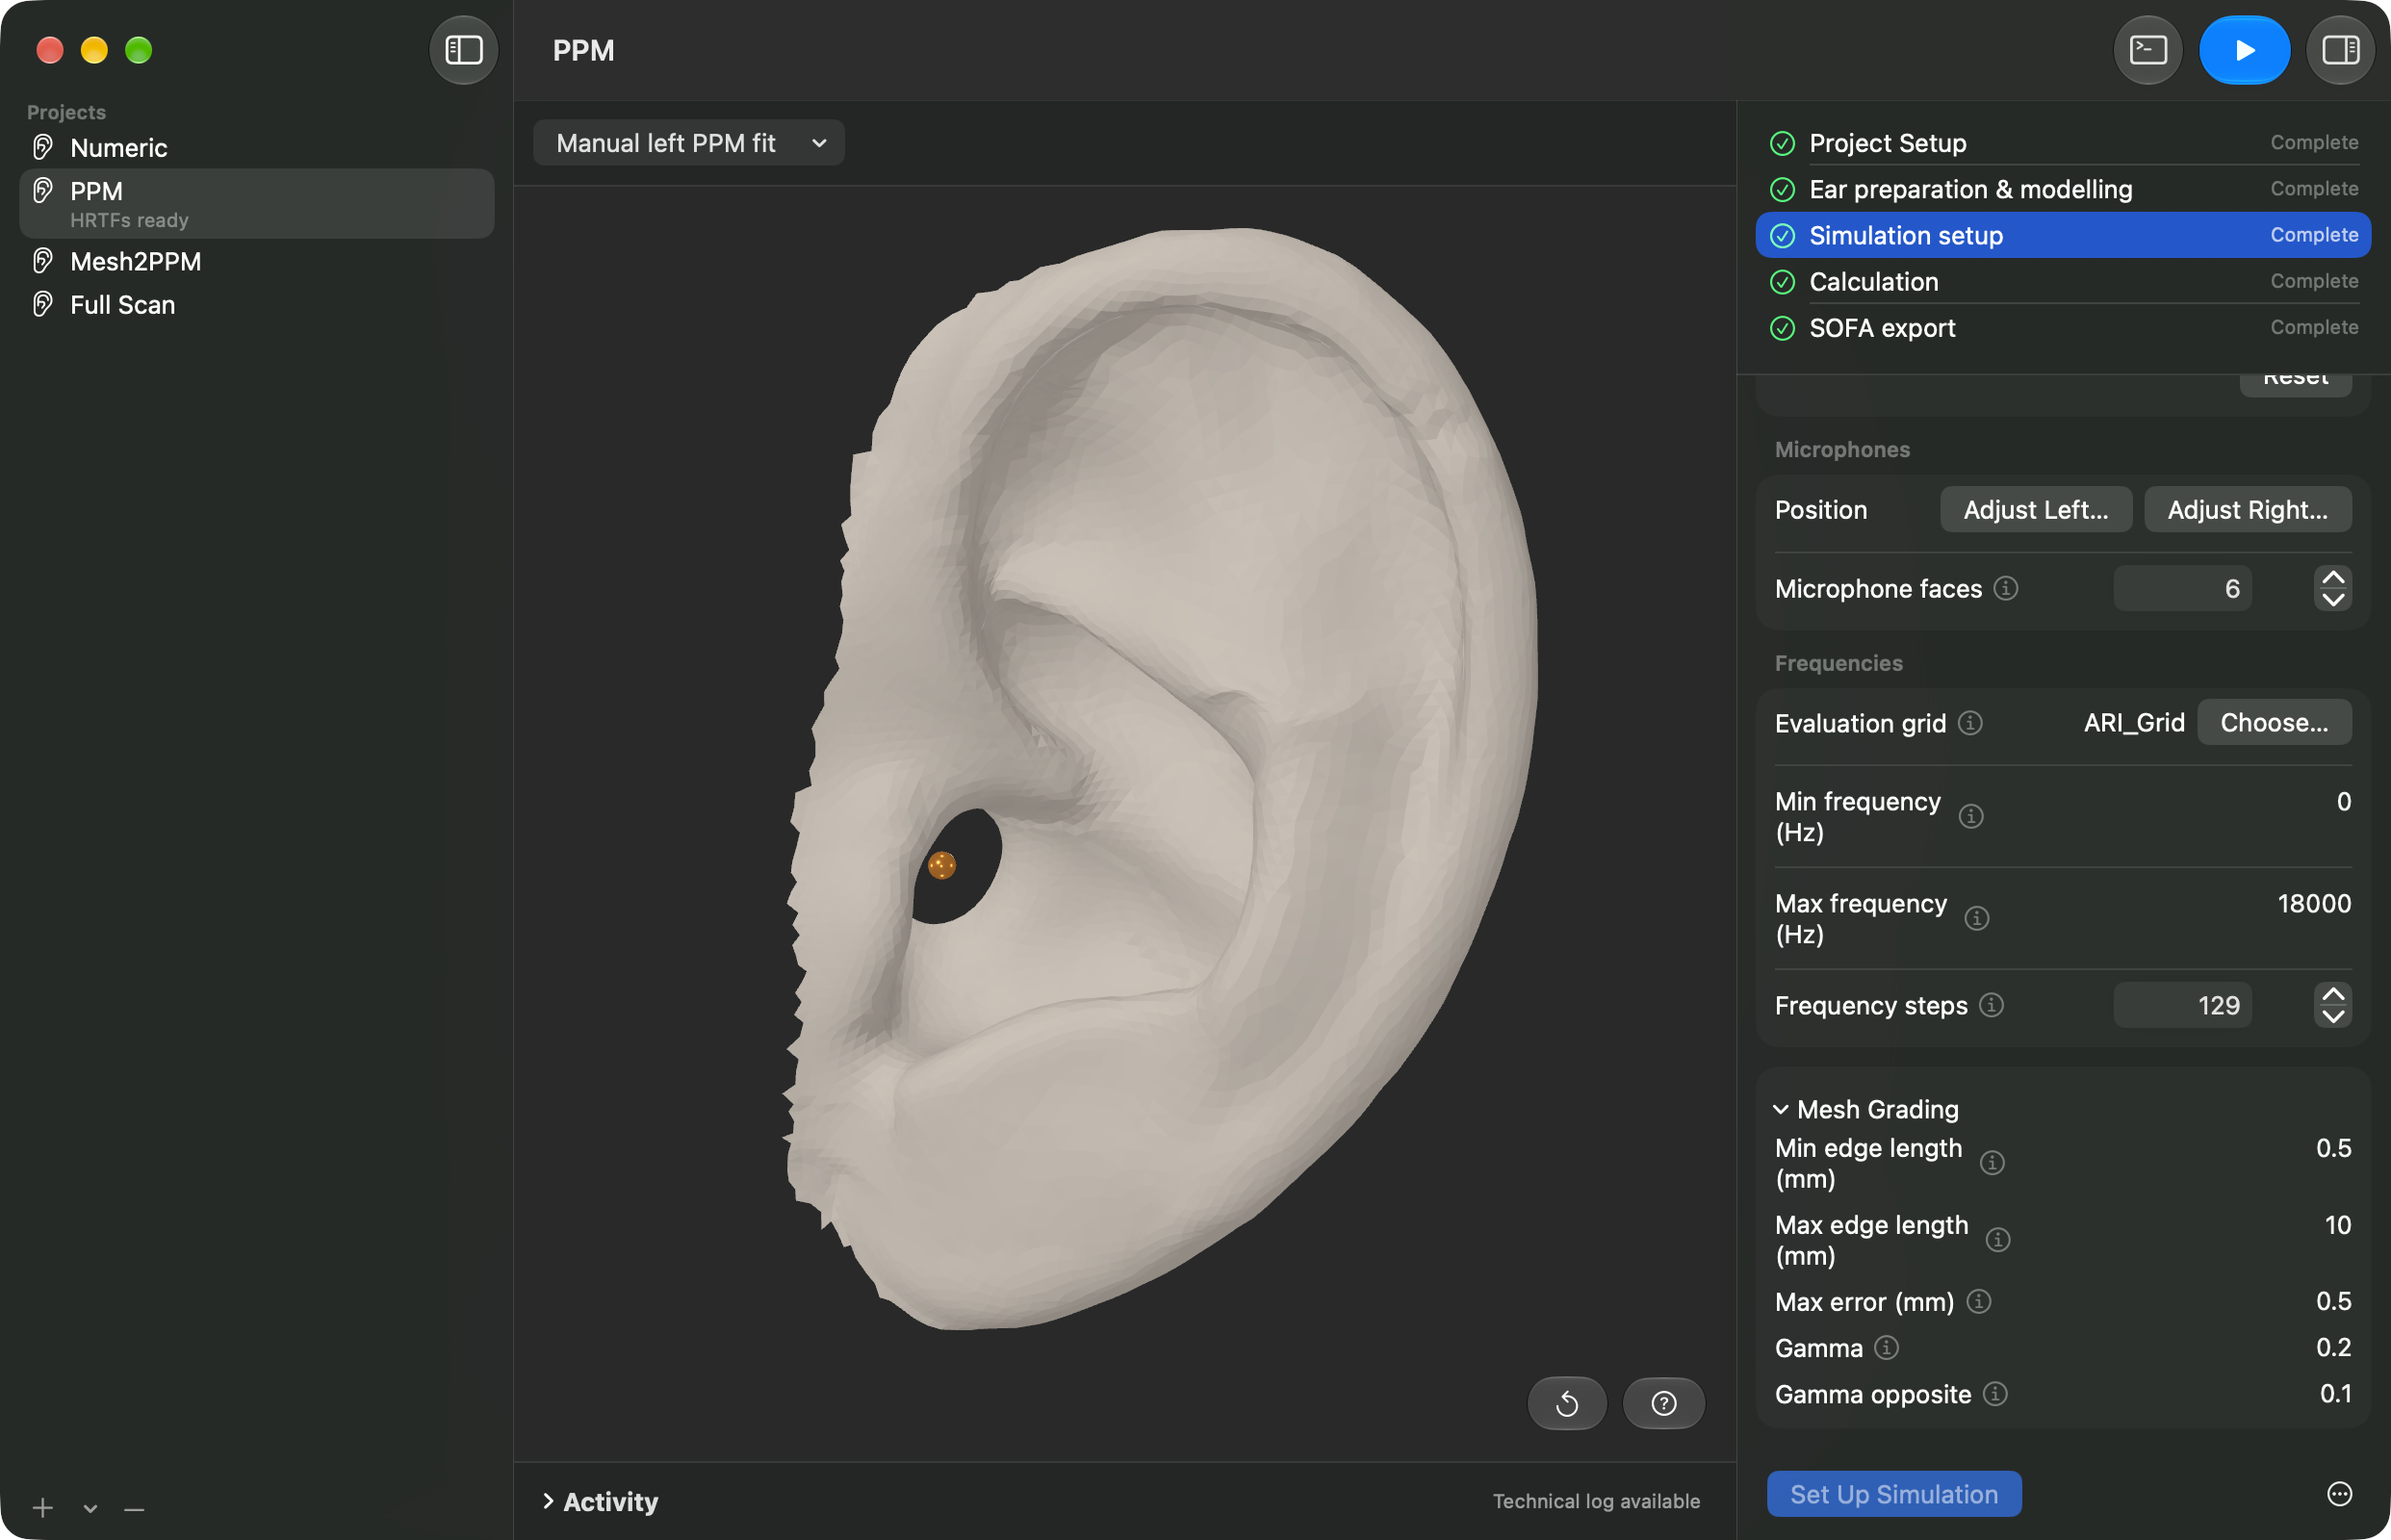 PPM
Projects
Numeric
PPM
HRTFs ready
Mesh2PPM
Full Scan
Manual left PPM fit
Activity
Technical log available
Project Setup Complete
Ear preparation & modelling Complete
Simulation setup Complete
Calculation Complete
SOFA export Complete
Reset
Microphones
Position Adjust Left... Adjust Right...
Microphone faces 6
Frequencies
Evaluation grid ARI_Grid Choose...
Min frequency 0
(Hz)
Max frequency 18000
(Hz)
Frequency steps 129
Mesh Grading
Min edge length 0.5
(mm)
Max edge length 10
(mm)
Max error (mm) 0.5
Gamma 0.2
Gamma opposite 0.1
Set Up Simulation